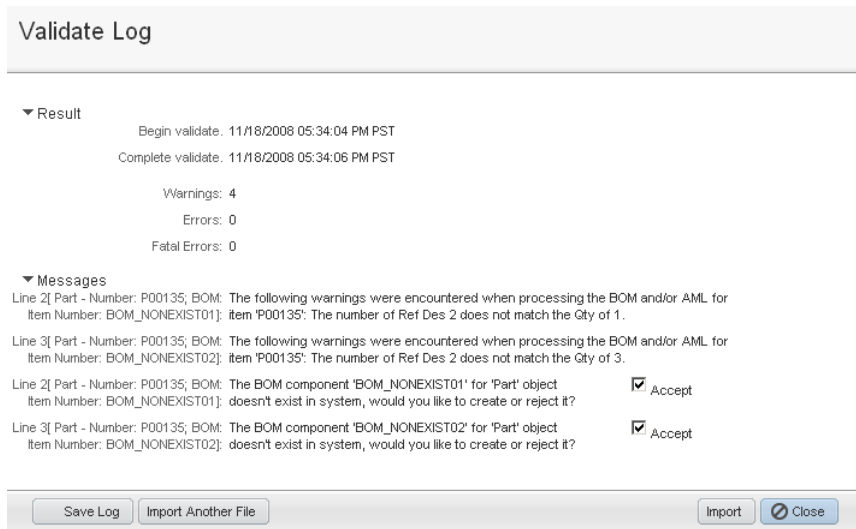 Validate Log
Result
Begin validate. 11/18/2008 05:34:04 PM PST
Complete validate. 11/18/2008 05:34:06 PM PST
Warnings: 4
Errors: 0
Fatal Errors: 0
Messages
Line 2[ Part - Number: P00135; BOM: The following warnings were encountered when processing the BOM and/or AML for
Item Number: BOM_NONEXIST01]: item 'P00135': The number of Ref Des 2 does not match the Qty of 1.
Line 3[ Part - Number: P00135; BOM: The following warnings were encountered when processing the BOM and/or AML for
Item Number: BOM_NONEXIST02]: item 'P00135': The number of Ref Des 2 does not match the Qty of 3.
Line 2[ Part - Number: P00135; BOM: The BOM component 'BOM_NONEXIST01' for 'Part' object Accept
Item Number: BOM_NONEXIST01]: doesn't exist in system, would you like to create or reject it?
Line 3[ Part - Number: P00135; BOM: The BOM component 'BOM_NONEXIST02' for 'Part' object Accept
Item Number: BOM_NONEXIST02]: doesn't exist in system, would you like to create or reject it?
Save Log Import Another File Import Close